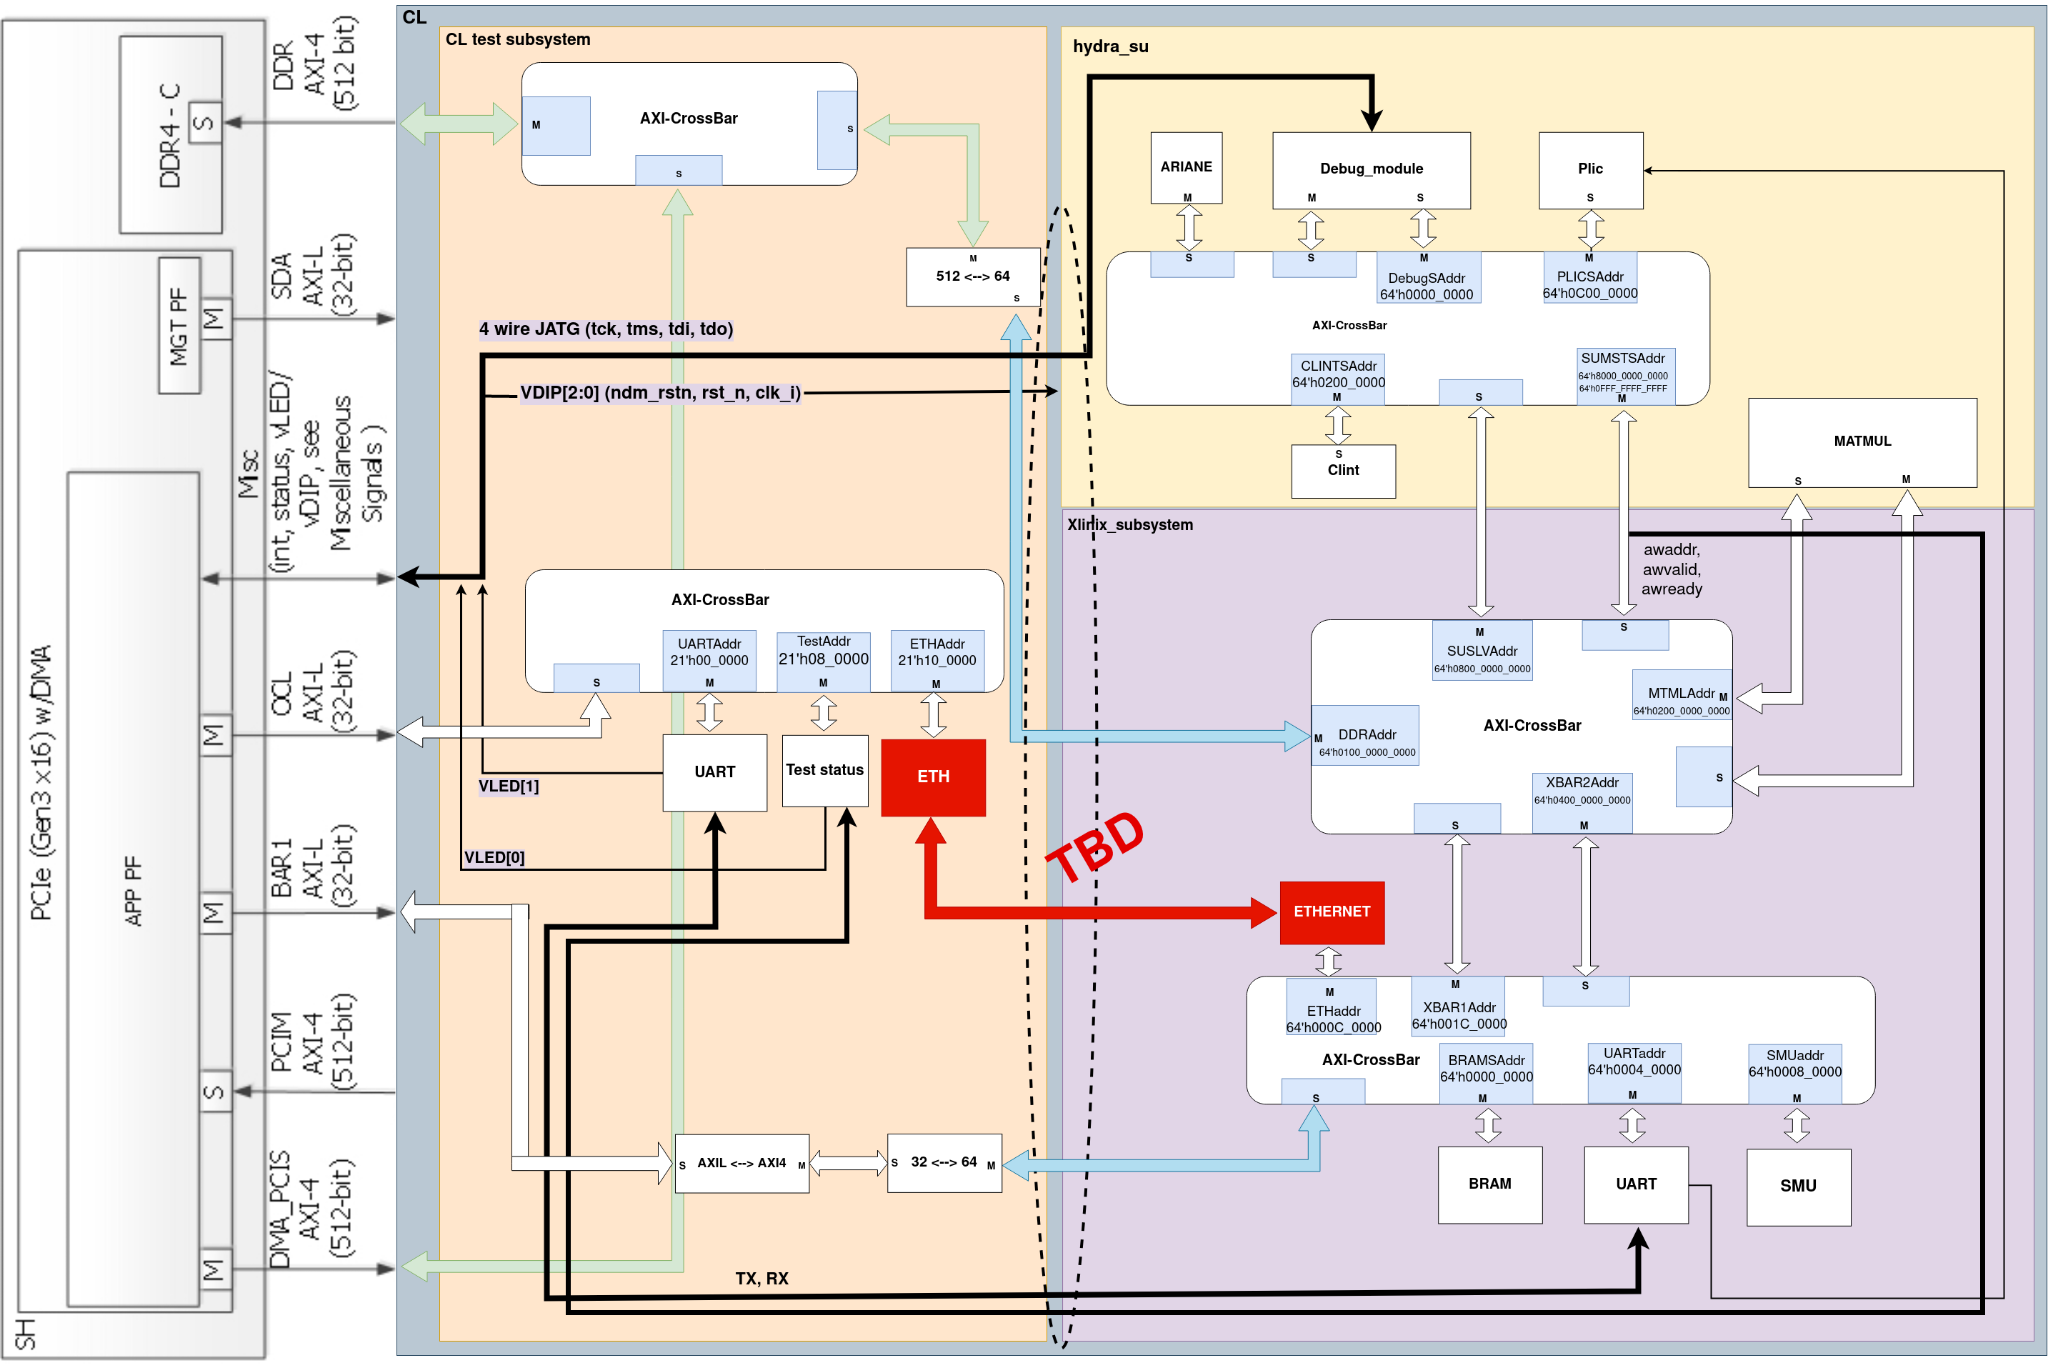 CL
CL test subsystem
hydra_su
DDR
AXI-4
(512 bit)
DDR4 - C
S
M
AXI-CrossBar
S
S
ARIANE
M
Debug_module
M
S
Plic
S
S
S
M
DebugSAddr
64'h0000_0000
M
PLICSAddr
64'h0C00_0000
AXI-CrossBar
CLINTSAddr
64'h0200_0000
M
S
SUMSTSAddr
64'h8000_0000_0000
64'h0FFF_FFFF_FFFF
M
S
Clint
MATMUL
S
M
SDA
AXI-L
(32-bit)
MGT PF
M
M
512 <--> 64
S
4 wire JATG (tck, tms, tdi, tdo)
VDIP[2:0] (ndm_rstn, rst_n, clk_i)
Misc
(int, status, vLED/
vDIP, see
Miscellaneous
Signals )
Xlinix_subsystem
awaddr,
awvalid,
awready
AXI-CrossBar
S
UARTAddr
21'h00_0000
M
TestAddr
21'h08_0000
M
ETHAddr
21'h10_0000
M
UART
Test status
ETH
VLED[1]
VLED[0]
M
SUSLVAddr
64'h0800_0000_0000
S
MTMLAddr M
64'h0200_0000_0000
AXI-CrossBar
DDRAddr
M
64'h0100_0000_0000
S
XBAR2Addr
64'h0400_0000_0000
M
S
PCIe (Gen3 x16) w/DMA
APP PF
OCL
AXI-L
(32-bit)
M
BAR1
AXI-L
(32-bit)
M
PCIM
AXI-4
(512-bit)
S
DMA_PCIS
AXI-4
(512-bit)
M
SH
TBD
ETHERNET
M
ETHaddr
64'h000C_0000
M
XBAR1Addr
64'h001C_0000
S
AXI-CrossBar
S
BRAMSAddr
64'h0000_0000
M
UARTaddr
64'h0004_0000
M
SMUaddr
64'h0008_0000
M
S AXIL <--> AXI4 M
S 32 <--> 64 M
BRAM
UART
SMU
TX, RX